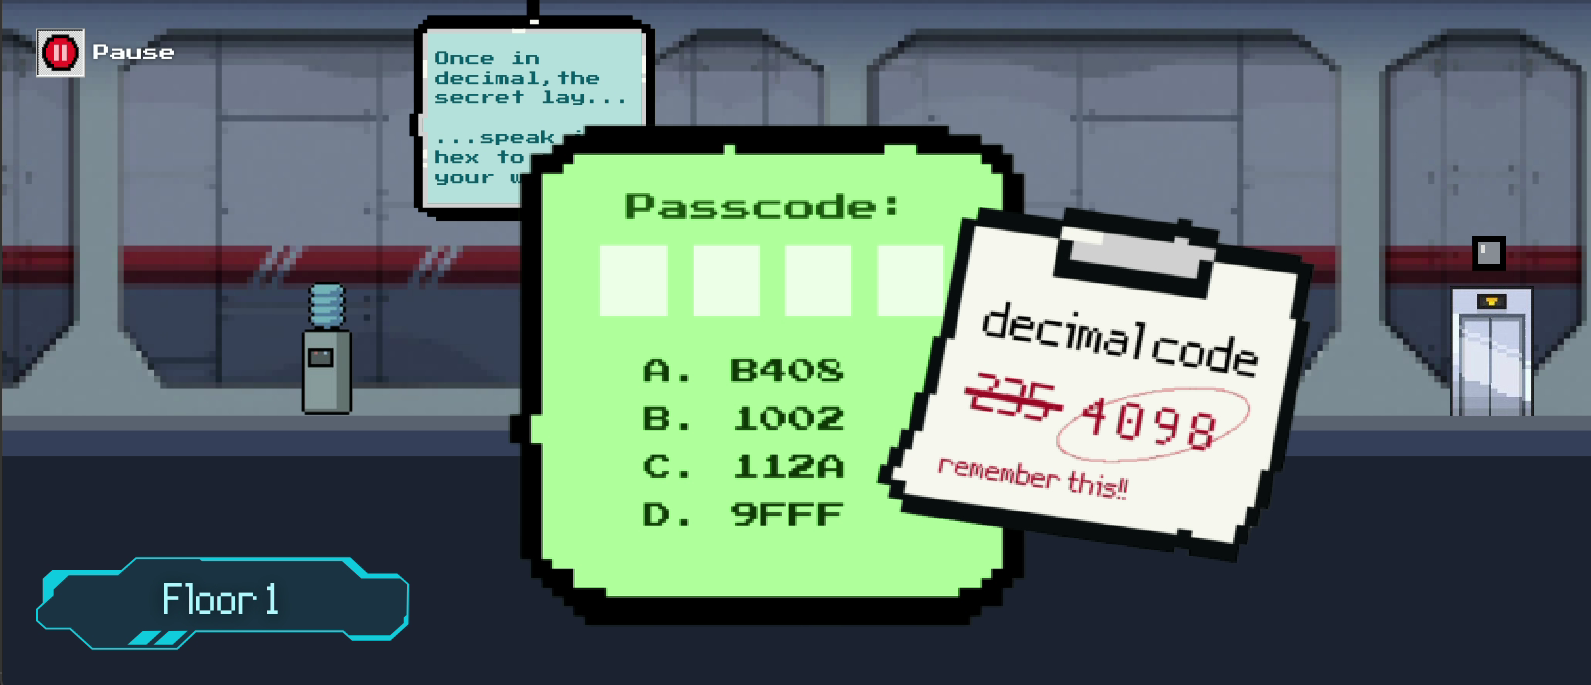 Pause
Once in
decimal,the
secret lay...
...speak
hex to
your
Passcode:
A. B408
B. 1002
C. 112A
D. 9FFF
decimal code
235 4098
remember this!!
Floor 1